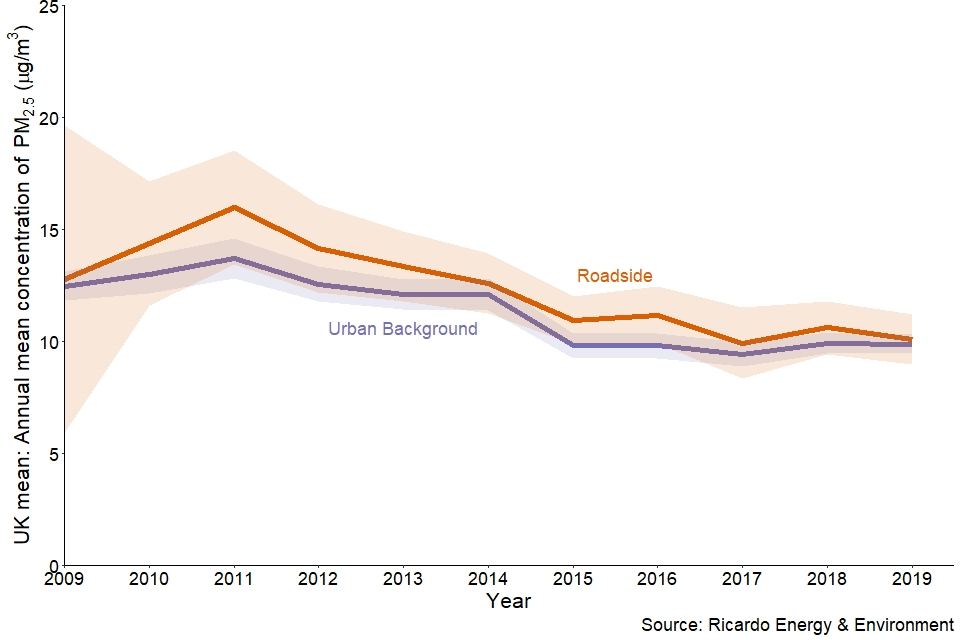 25
20
15
10
5
0
UK mean: Annual mean concentration of PM2.5 (µg/m3)
Roadside
Urban Background
2009 2010 2011 2012 2013 2014 2015 2016 2017 2018 2019
Year
Source: Ricardo Energy & Environment